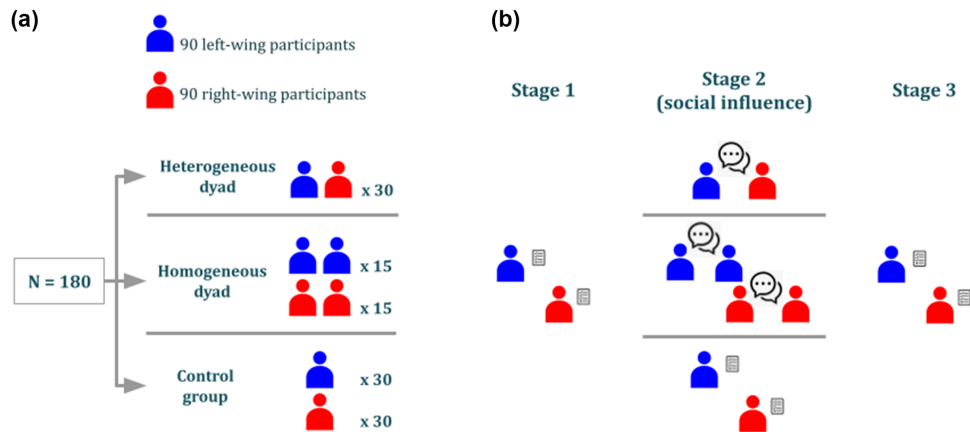 (a)
90 left-wing participants
90 right-wing participants
N = 180
Heterogeneous
dyad
x 30
Homogeneous
dyad
x 15
x 15
Control
group
x 30
x 30
(b)
Stage 1
Stage 2
(social influence)
Stage 3